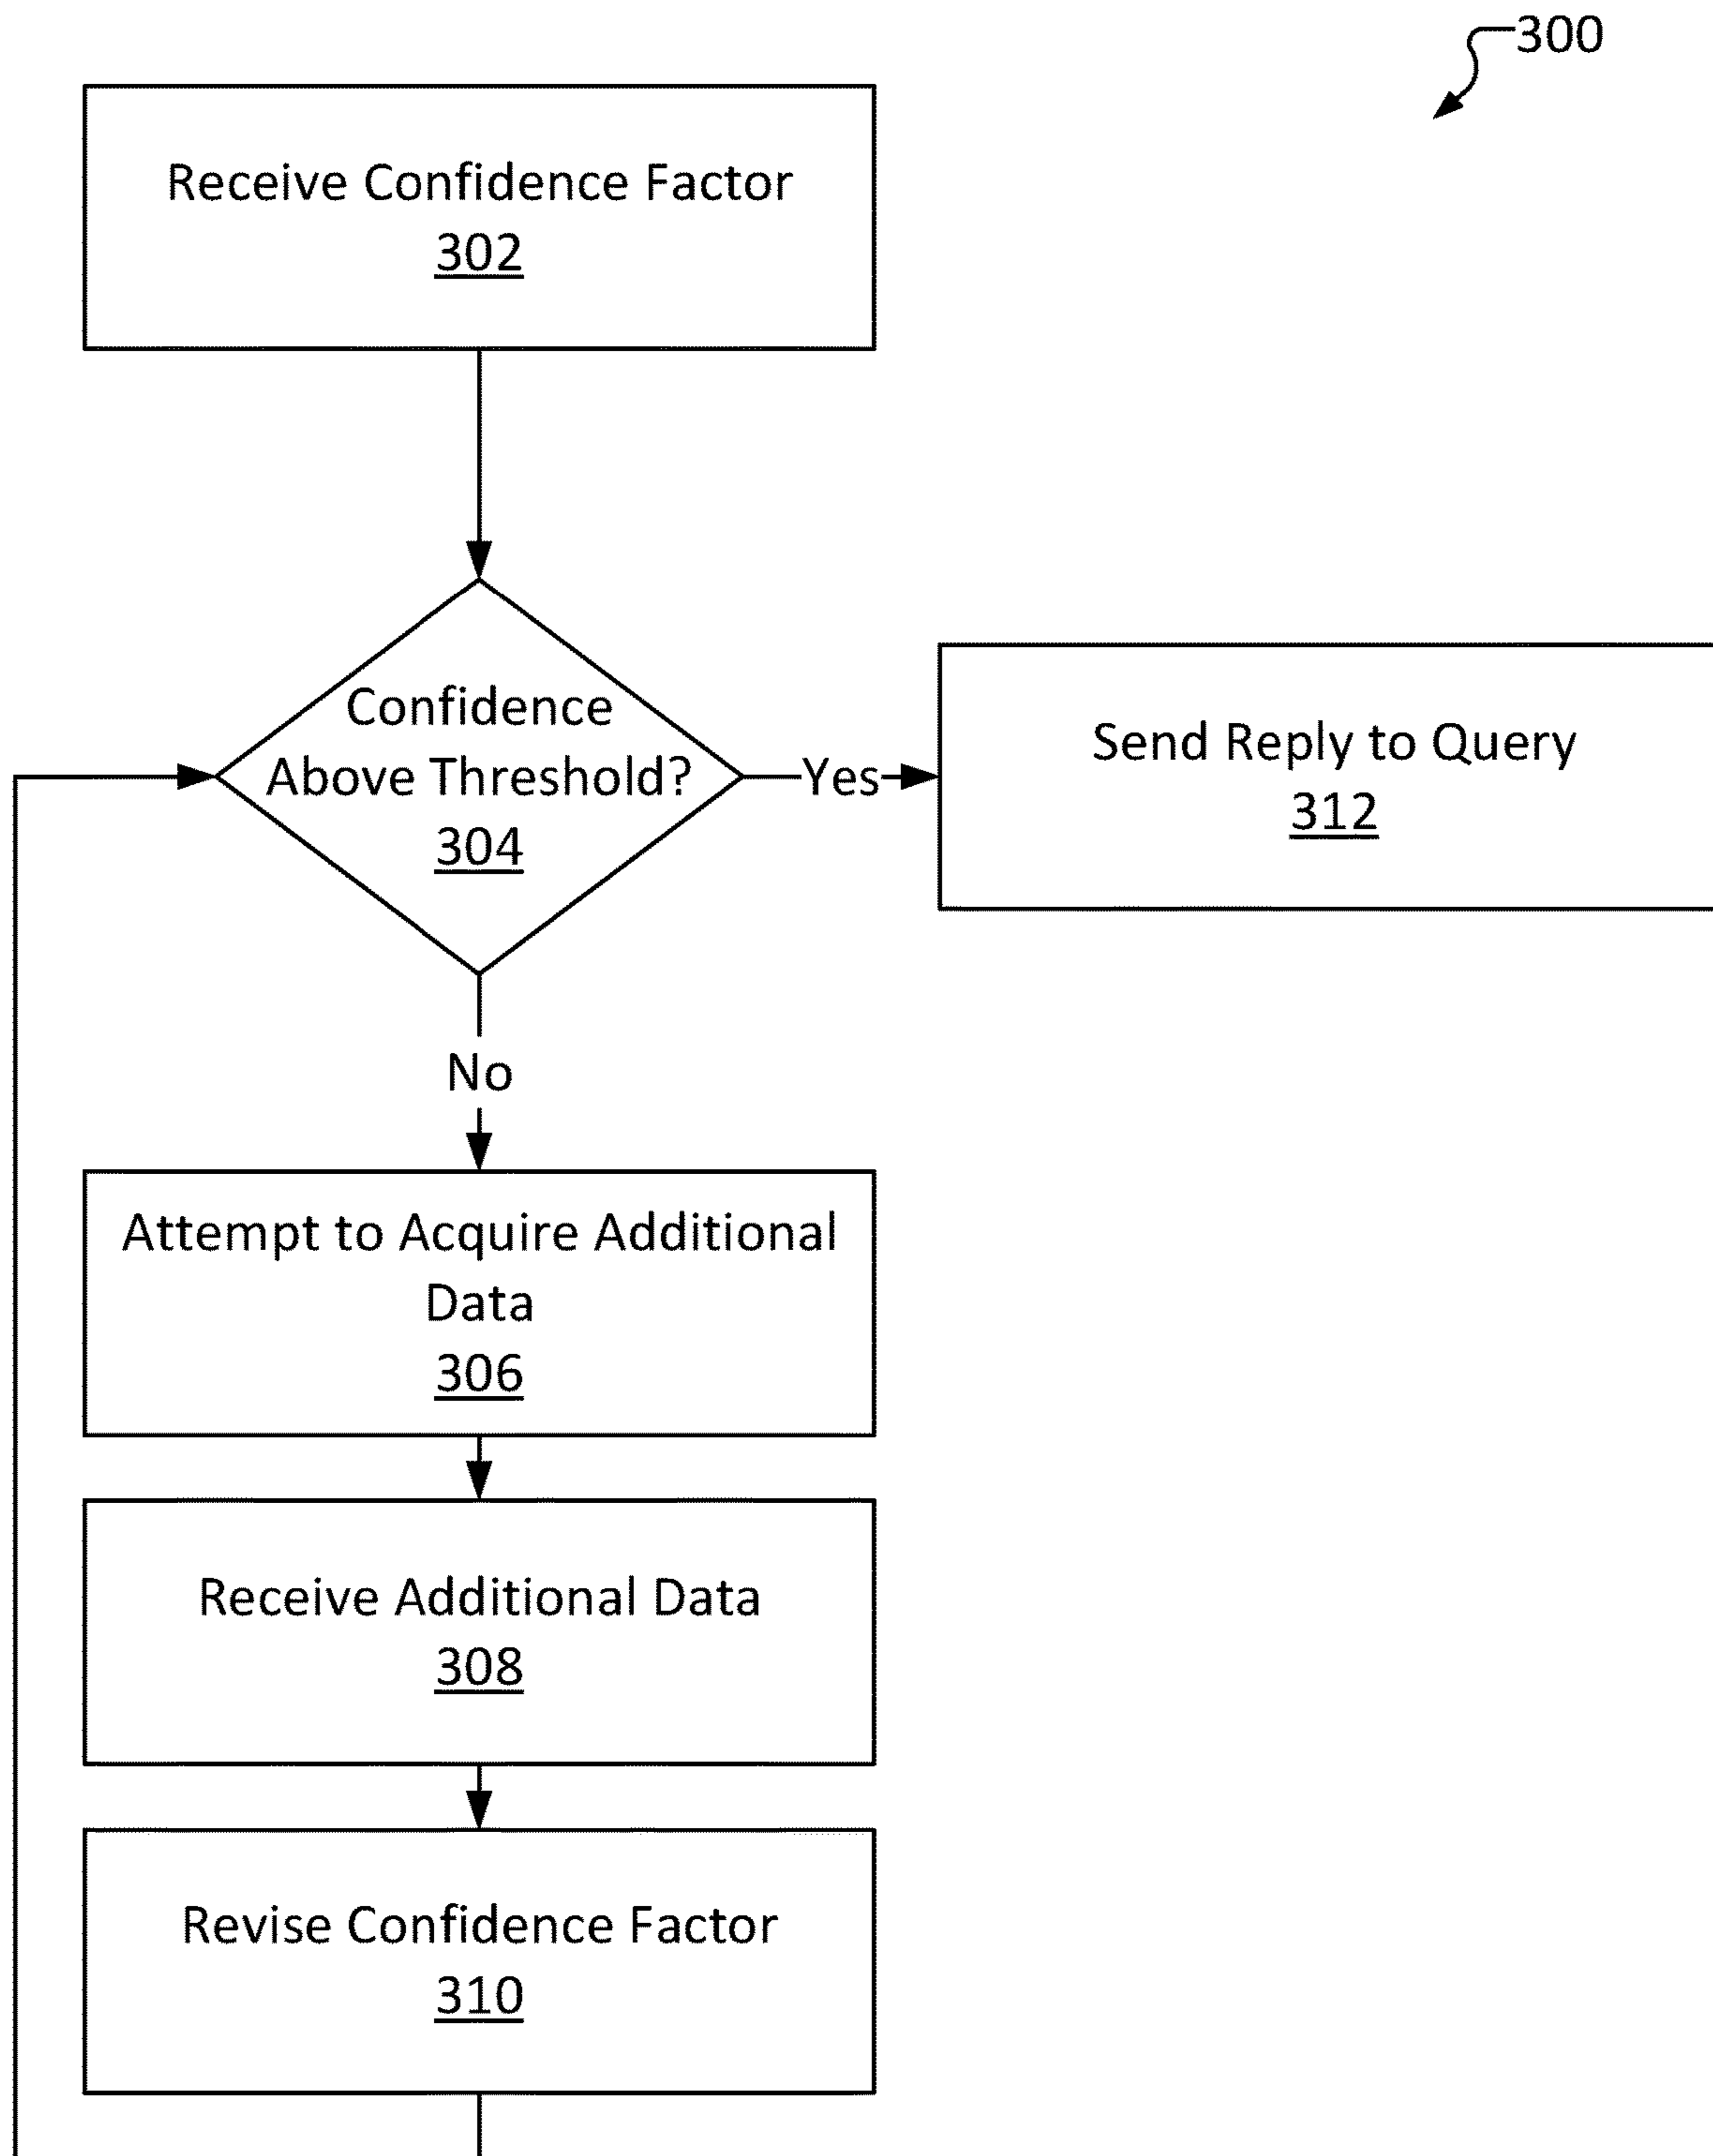 300
Receive Confidence Factor
302
Confidence
Above Threshold?
304
Yes
Send Reply to Query
312
No
Attempt to Acquire Additional
Data
306
Receive Additional Data
308
Revise Confidence Factor
310